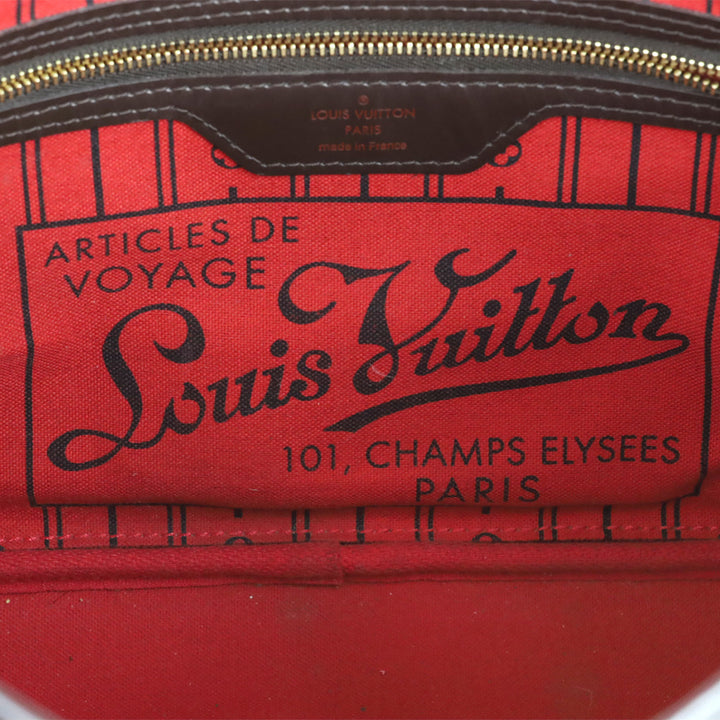 LOUIS VUITTON
PARIS
made in France
ARTICLES DE
VOYAGE
Louis Vuitton
101, CHAMPS ELYSEES
PARIS